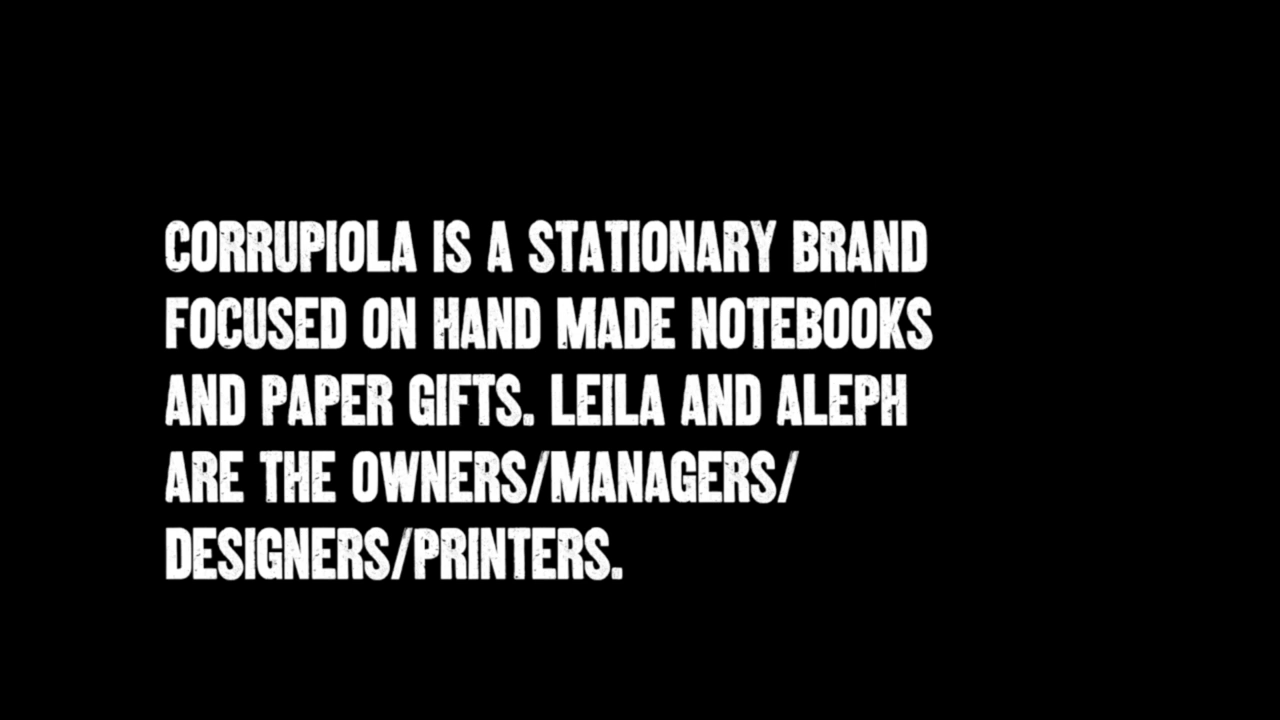 CORRUPIOLA IS A STATIONARY BRAND
FOCUSED ON HAND MADE NOTEBOOKS
AND PAPER GIFTS. LEILA AND ALEPH
ARE THE OWNERS/MANAGERS/
DESIGNERS/PRINTERS.